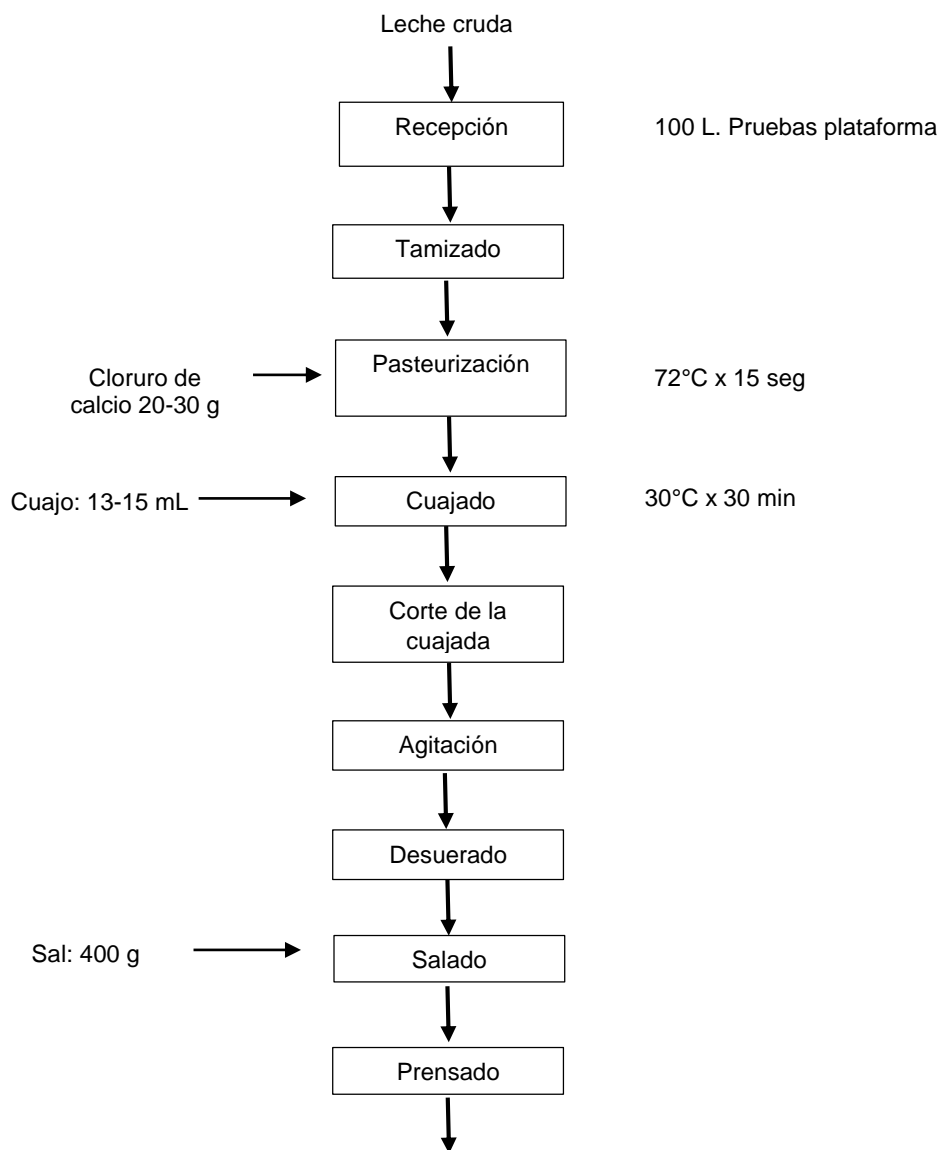 Leche cruda
Recepción
100 L. Pruebas plataforma
Tamizado
Pasteurización
Cloruro de
calcio 20-30 g
72°C x 15 seg
Cuajo: 13-15 mL
Cuajado
30°C x 30 min
Corte de la
cuajada
Agitación
Desuerado
Sal: 400 g
Salado
Prensado